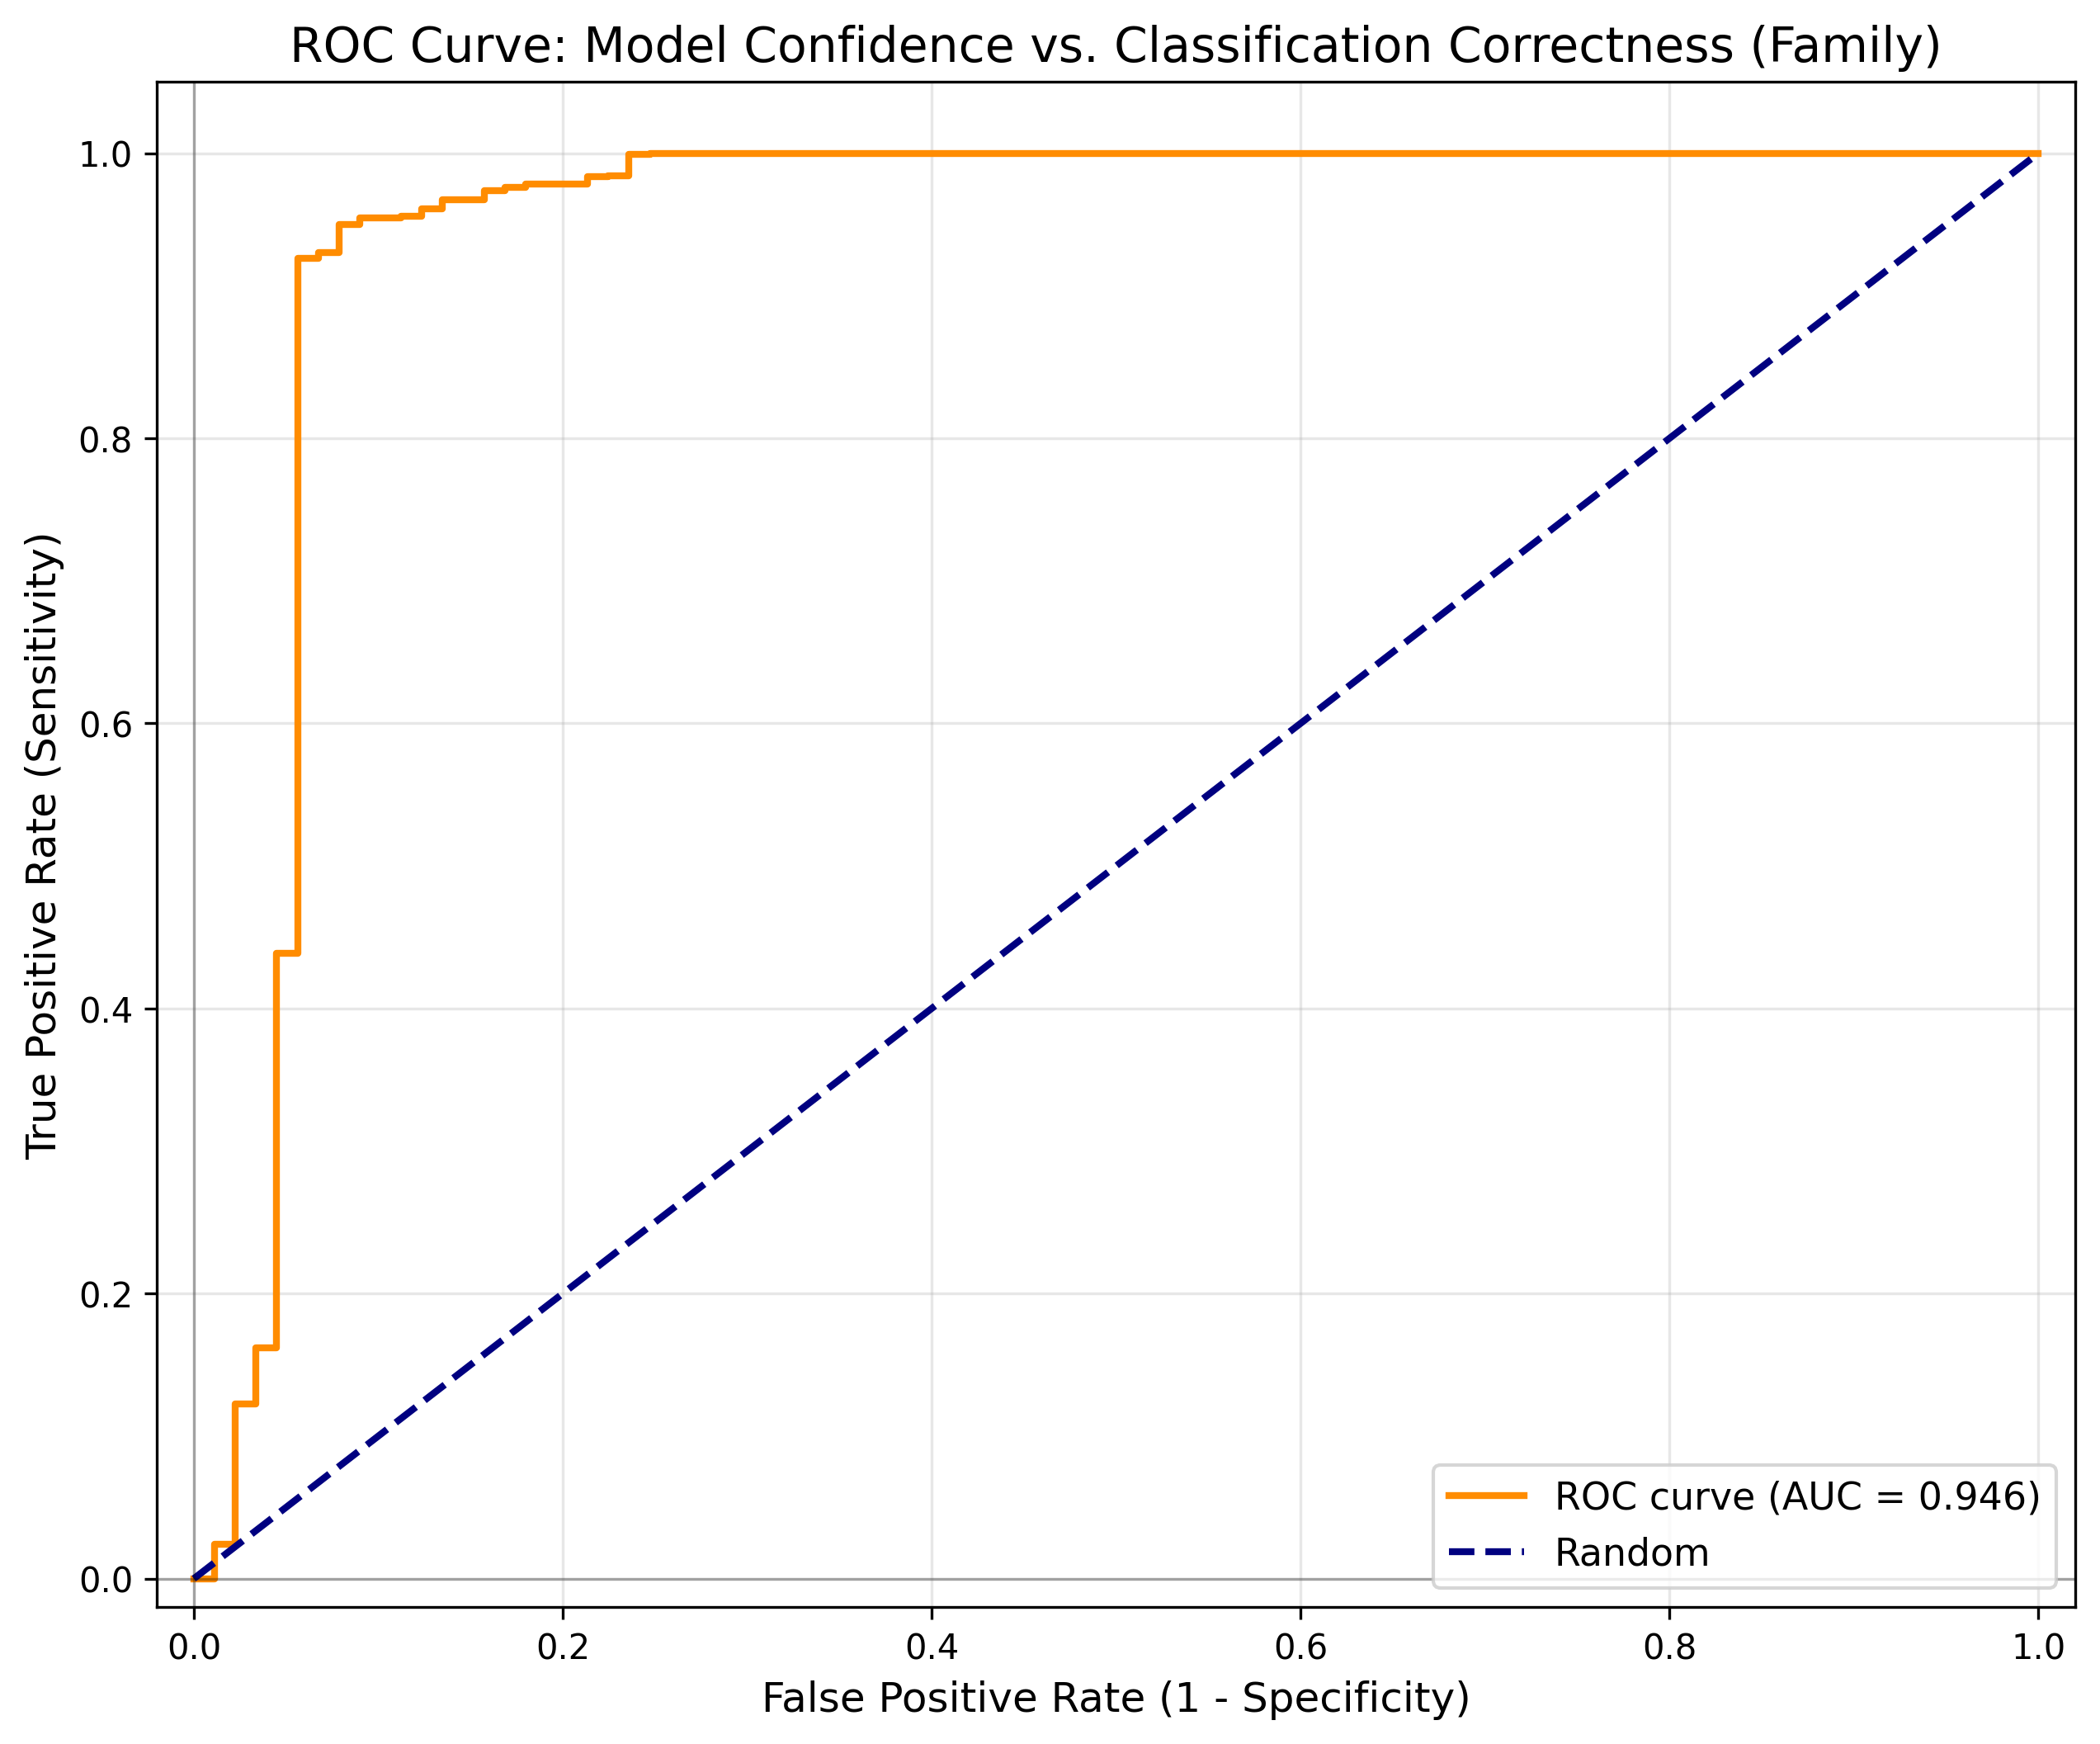 ROC Curve: Model Confidence vs. Classification Correctness (Family)
True Positive Rate (Sensitivity)
1.0
0.8
0.6
0.4
0.2
0.0
0.0 0.2 0.4 0.6 0.8 1.0
False Positive Rate (1 - Specificity)
ROC curve (AUC = 0.946)
Random